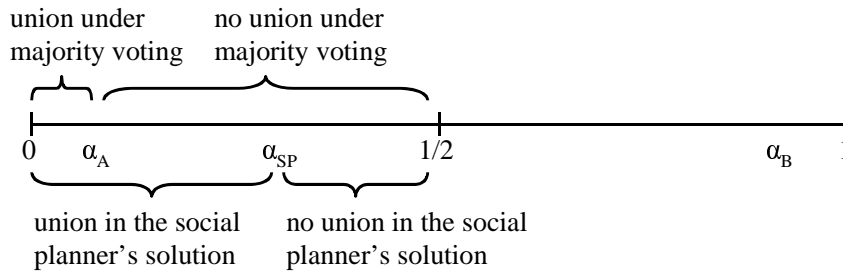 union under no union under
majority voting majority voting
0 α_A α_SP 1/2 α_B 1
union in the social no union in the social
planner's solution planner's solution